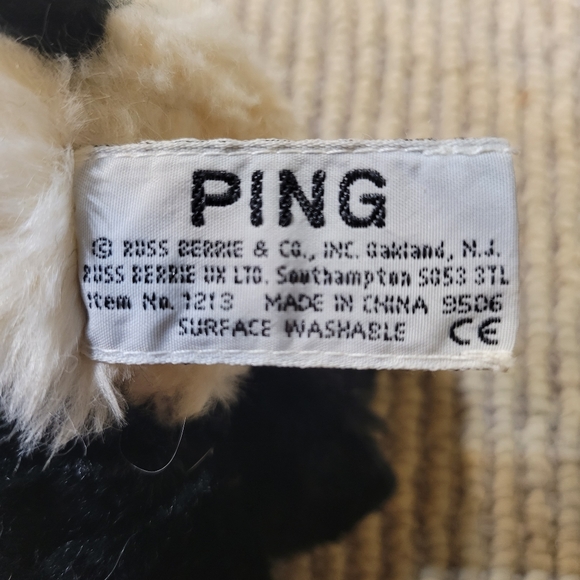 PING
© RUSS BERRIE & CO., INC. Oakland, N.J.
RUSS BERRIE UK LTD. Southampton SO53 3TL
Item No. 1213 MADE IN CHINA 9506
SURFACE WASHABLE CE